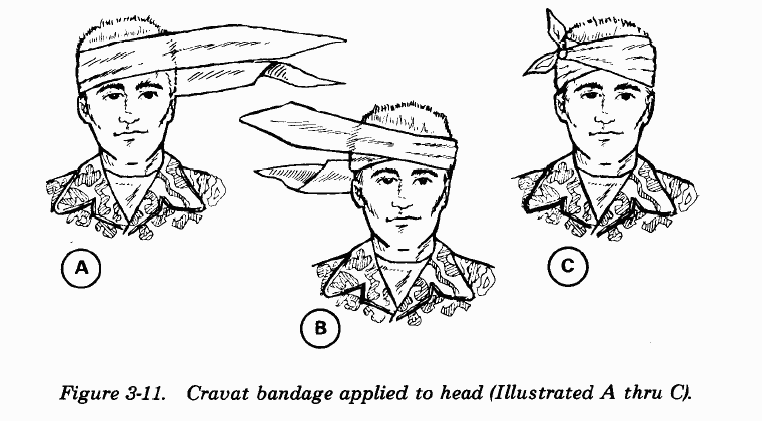 A
B
C
Figure 3-11. Cravat bandage applied to head (Illustrated A thru C).